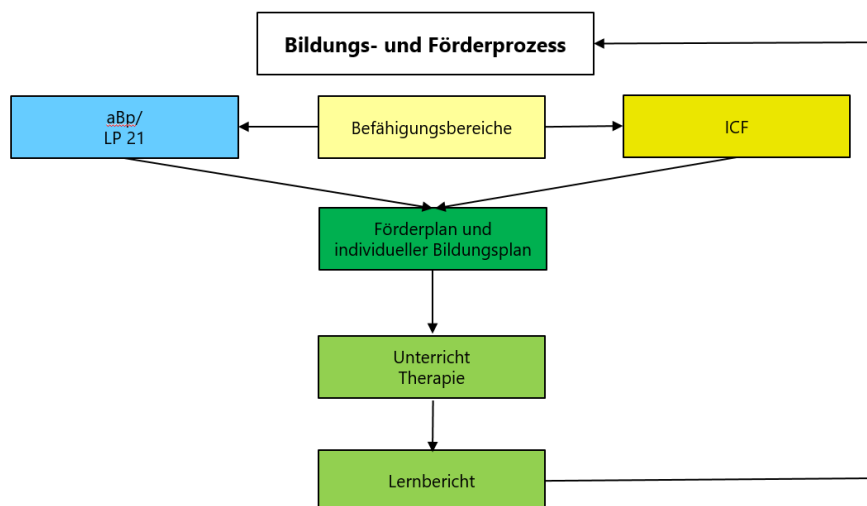 Bildungs- und Förderprozess
aBp/
LP 21
Befähigungsbereiche
ICF
Förderplan und
individueller Bildungsplan
Unterricht
Therapie
Lernbericht